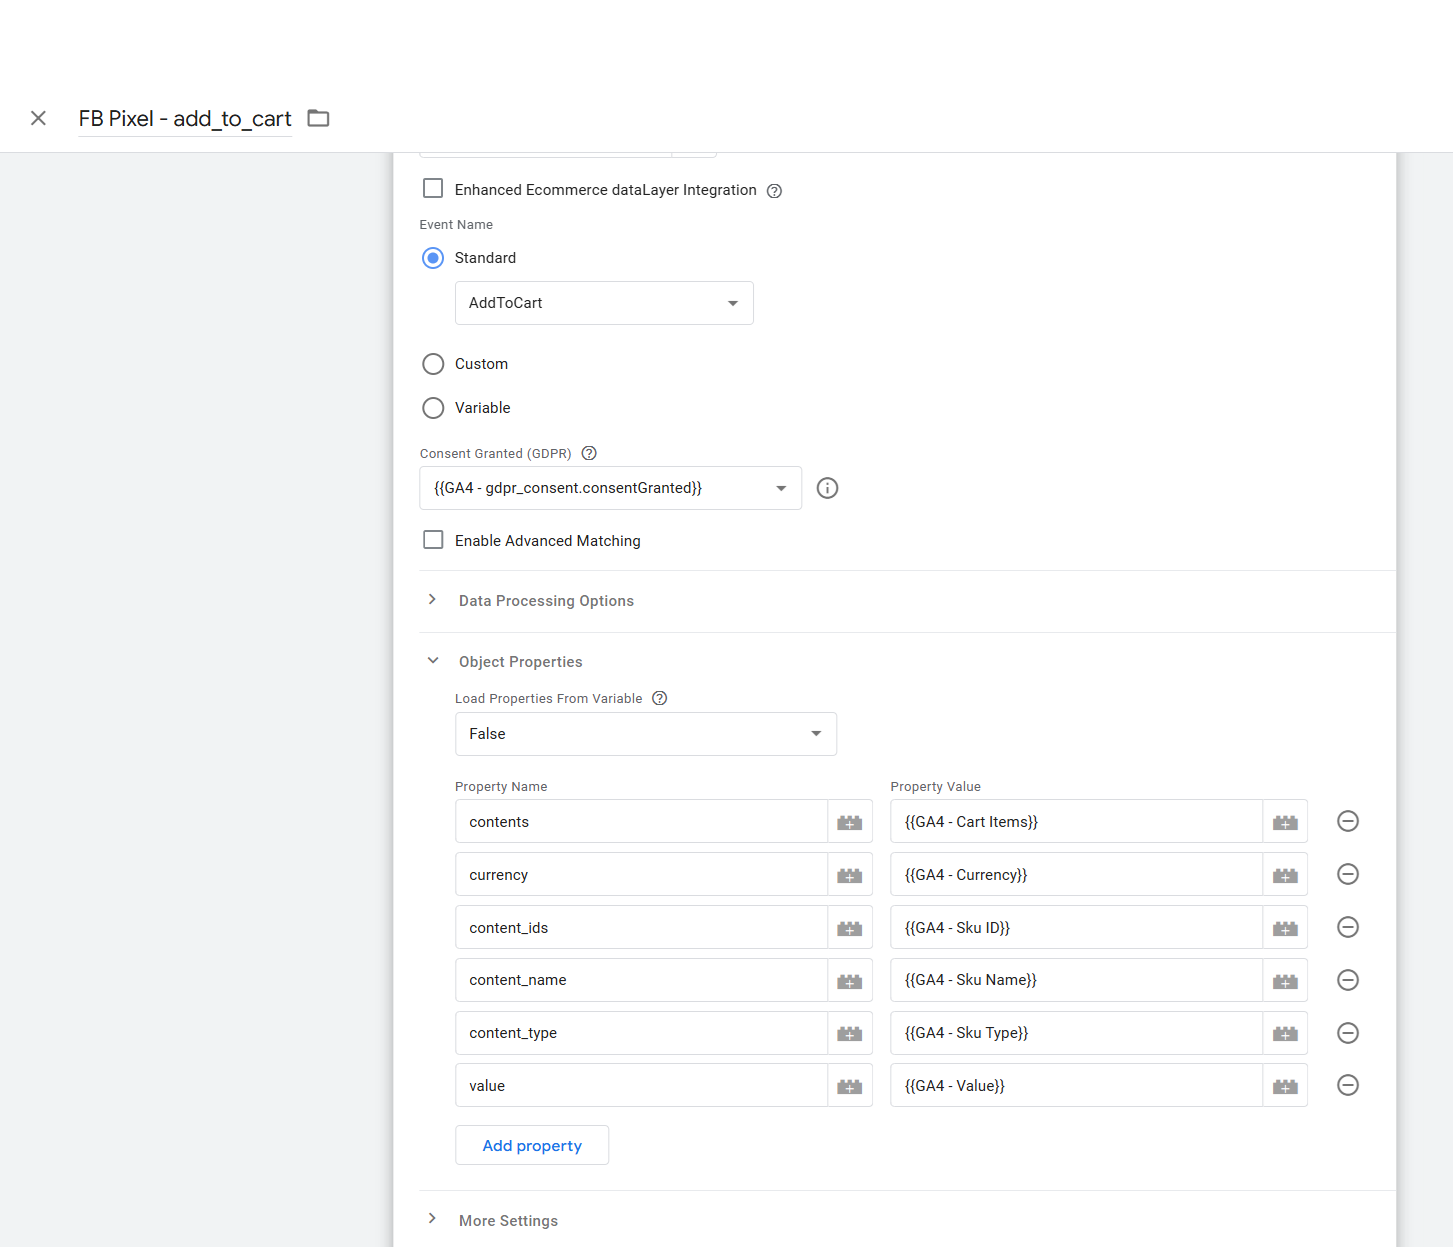 FB Pixel - add_to_cart
Enhanced Ecommerce dataLayer Integration
Event Name
Standard
AddToCart
Custom
Variable
Consent Granted (GDPR)
{{GA4 - gdpr_consent.consentGranted}}
Enable Advanced Matching
Data Processing Options
Object Properties
Load Properties From Variable
False
Property Name Property Value
contents {{GA4 - Cart Items}}
currency {{GA4 - Currency}}
content_ids {{GA4 - Sku ID}}
content_name {{GA4 - Sku Name}}
content_type {{GA4 - Sku Type}}
value {{GA4 - Value}}
Add property
More Settings